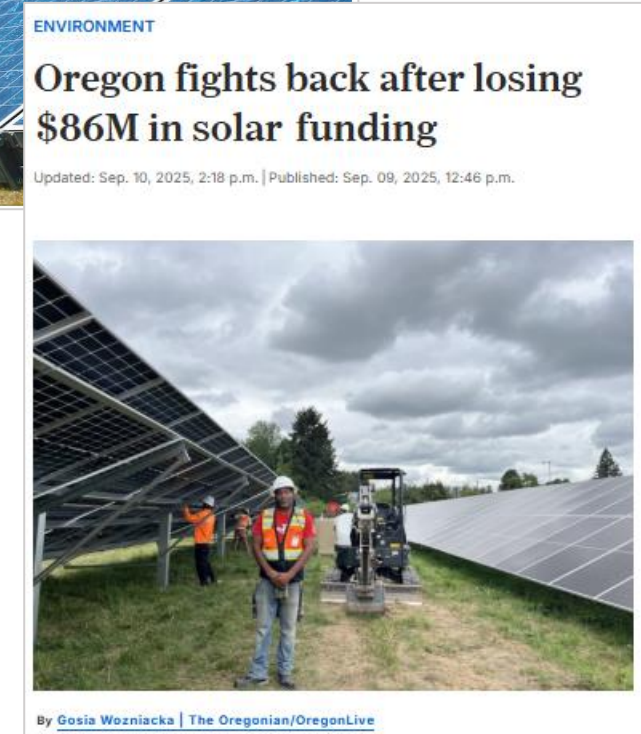 ENVIRONMENT
Oregon fights back after losing
$86M in solar funding
Updated: Sep. 10, 2025, 2:18 p.m. | Published: Sep. 09, 2025, 12:46 p.m.
By Gosia Wozniacka | The Oregonian/OregonLive